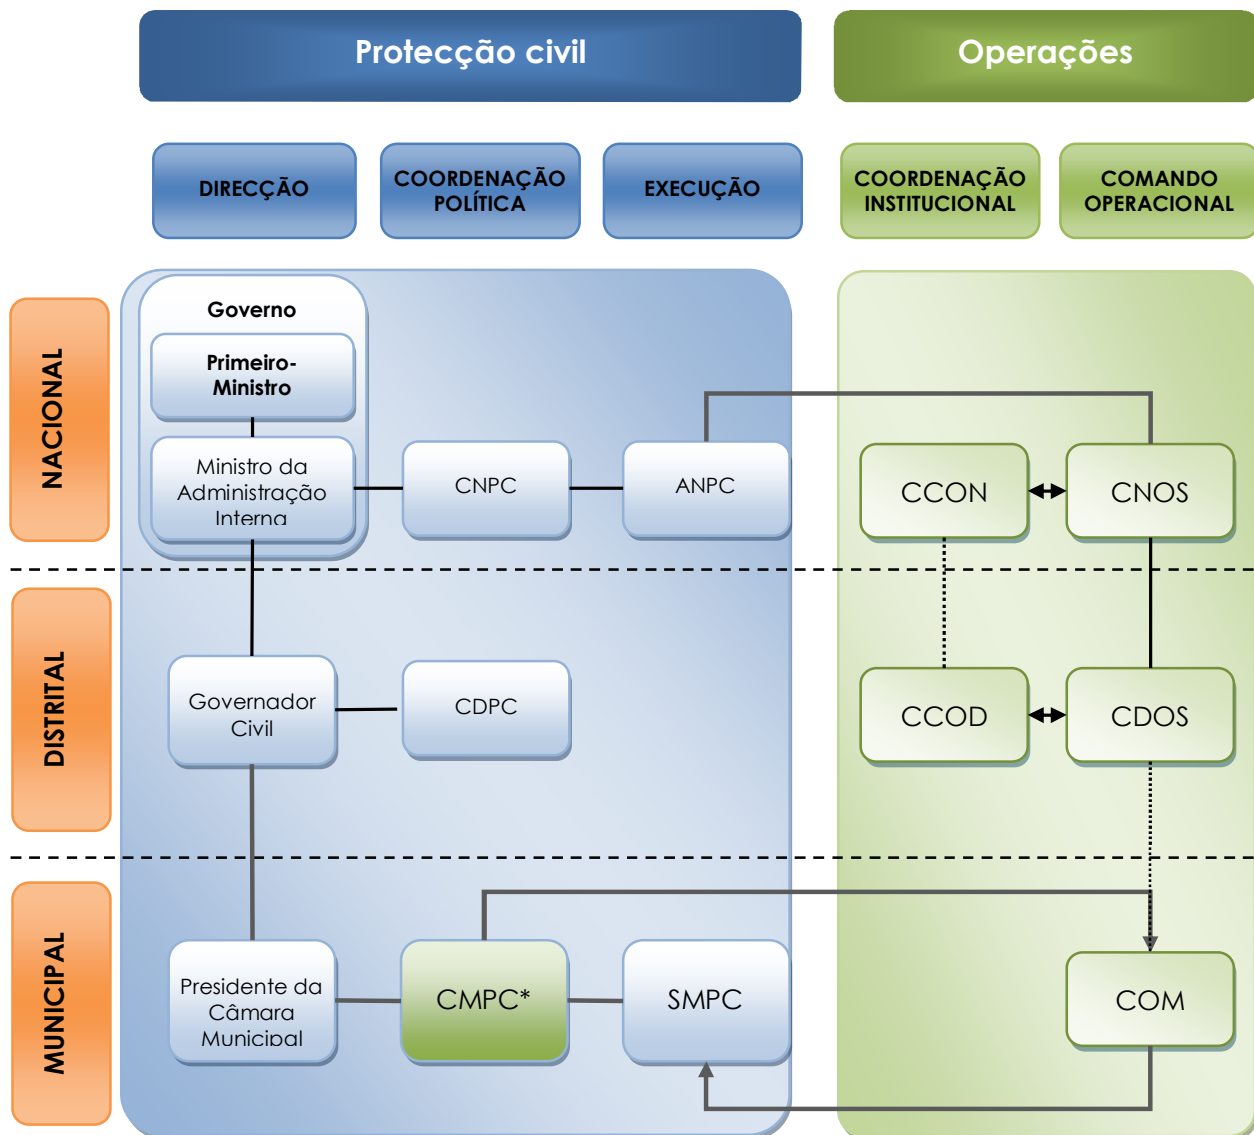 Protecção civil
Operações
DIRECÇÃO
COORDENAÇÃO
POLÍTICA
EXECUÇÃO
COORDENAÇÃO
INSTITUCIONAL
COMANDO
OPERACIONAL
NACIONAL
Governo
Primeiro-
Ministro
Ministro da
Administração
Interna
CNPC
ANPC
CCON
CNOS
DISTRITAL
Governador
Civil
CDPC
CCOD
CDOS
MUNICIPAL
Presidente da
Câmara
Municipal
CMPC*
SMPC
COM